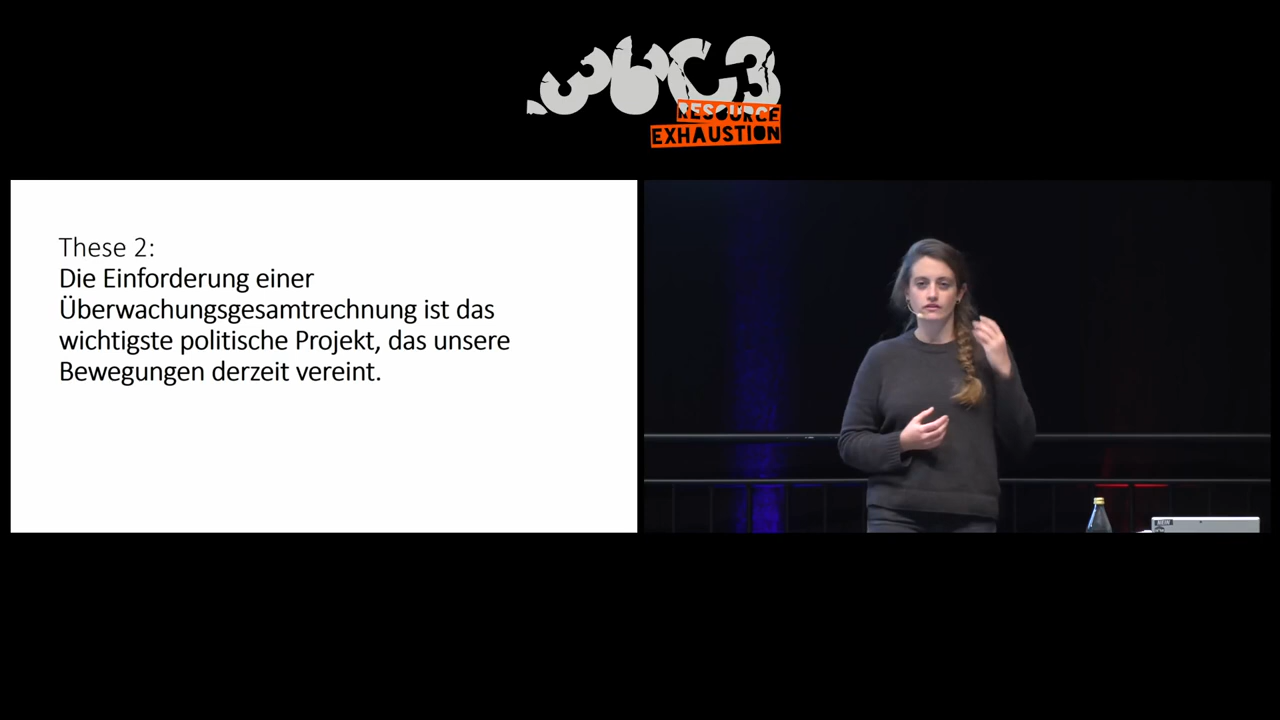 36C3
RESOURCE
EXHAUSTION
These 2:
Die Einforderung einer
Überwachungsgesamtrechnung ist das
wichtigste politische Projekt, das unsere
Bewegungen derzeit vereint.
NEIN